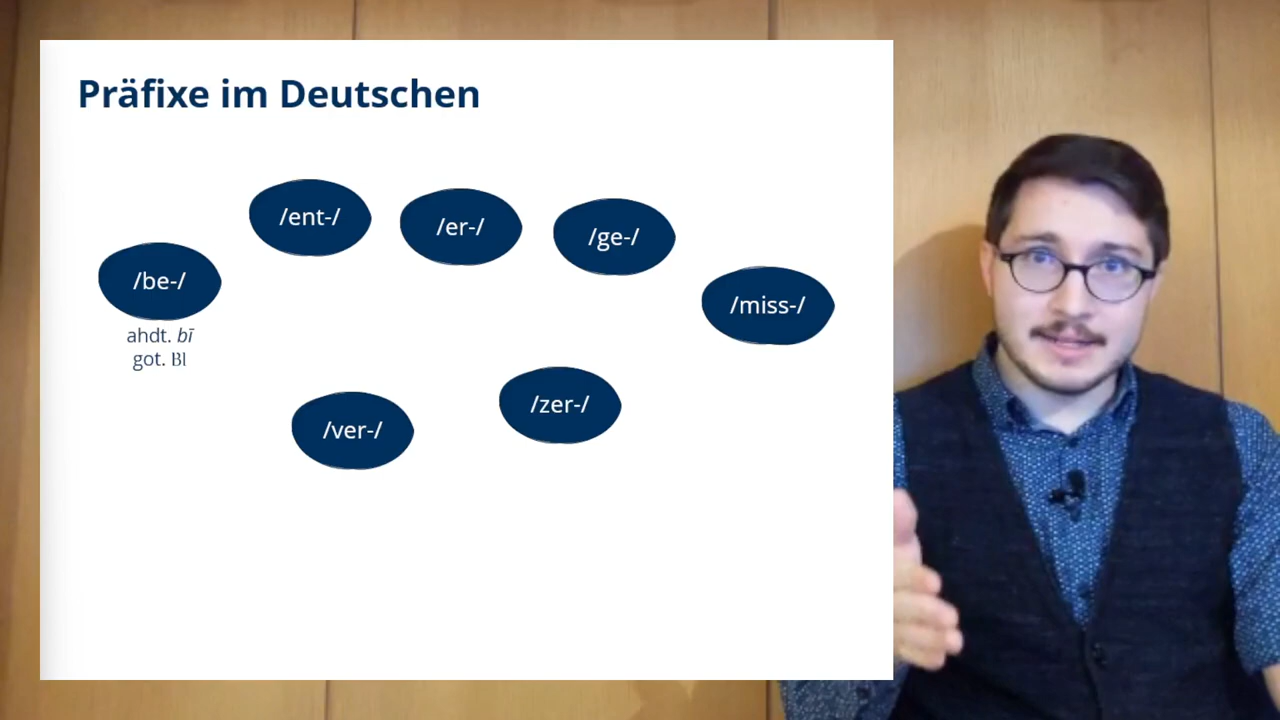 Präfixe im Deutschen
/be-/
ahdt. bī
got. BI
/ent-/
/er-/
/ge-/
/miss-/
/ver-/
/zer-/